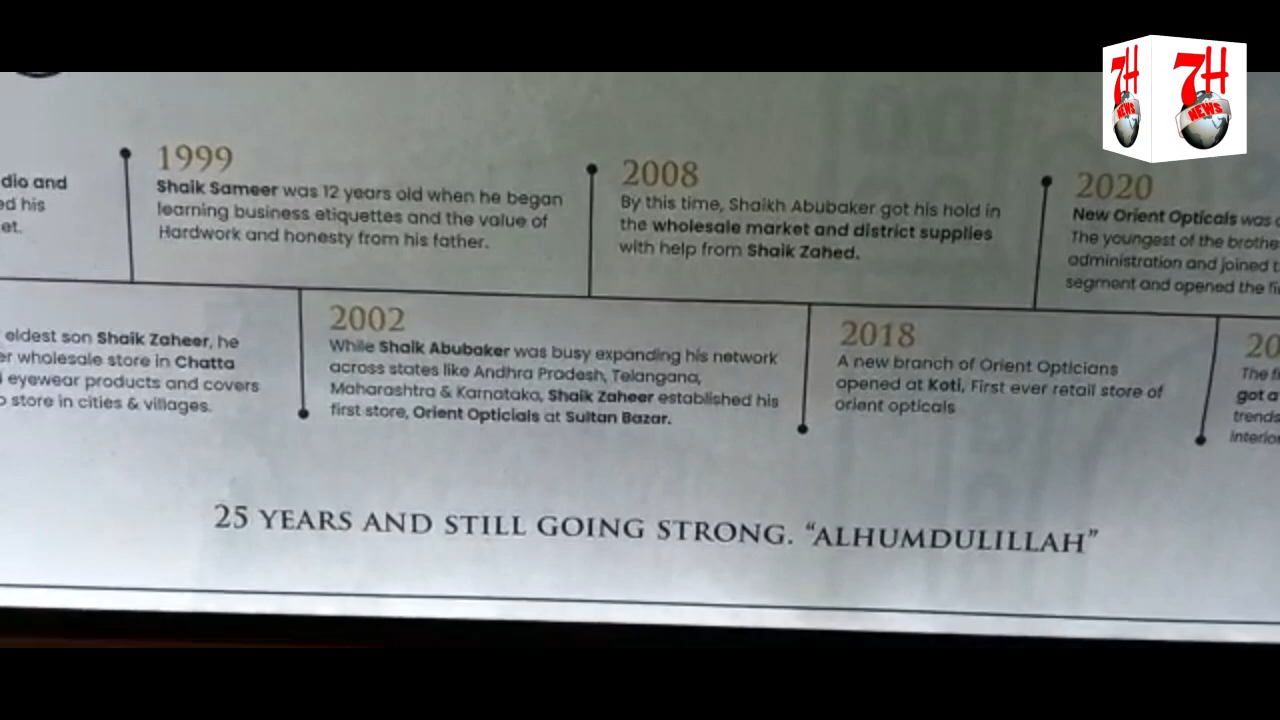 7H
NEWS
7H
NEWS
dio and
ed his
et.
1999
Shaik Sameer was 12 years old when he began
learning business etiquettes and the value of
Hardwork and honesty from his father.
2008
By this time, Shaikh Abubaker got his hold in
the wholesale market and district supplies
with help from Shaik Zahed.
2020
New Orient Opticals was
The youngest of the brothe
administration and joined t
segment and opened the fi
eldest son Shaik Zaheer, he
er wholesale store in Chatta
eyewear products and covers
store in cities & villages.
2002
While Shaik Abubaker was busy expanding his network
across states like Andhra Pradesh, Telangana,
Maharashtra & Karnataka, Shaik Zaheer established his
first store, Orient Opticials at Sultan Bazar.
2018
A new branch of Orient Opticians
opened at Koti, First ever retail store of
orient opticals
20
The fi
got a
trends
interio
25 YEARS AND STILL GOING STRONG. “ALHUMDULILLAH”